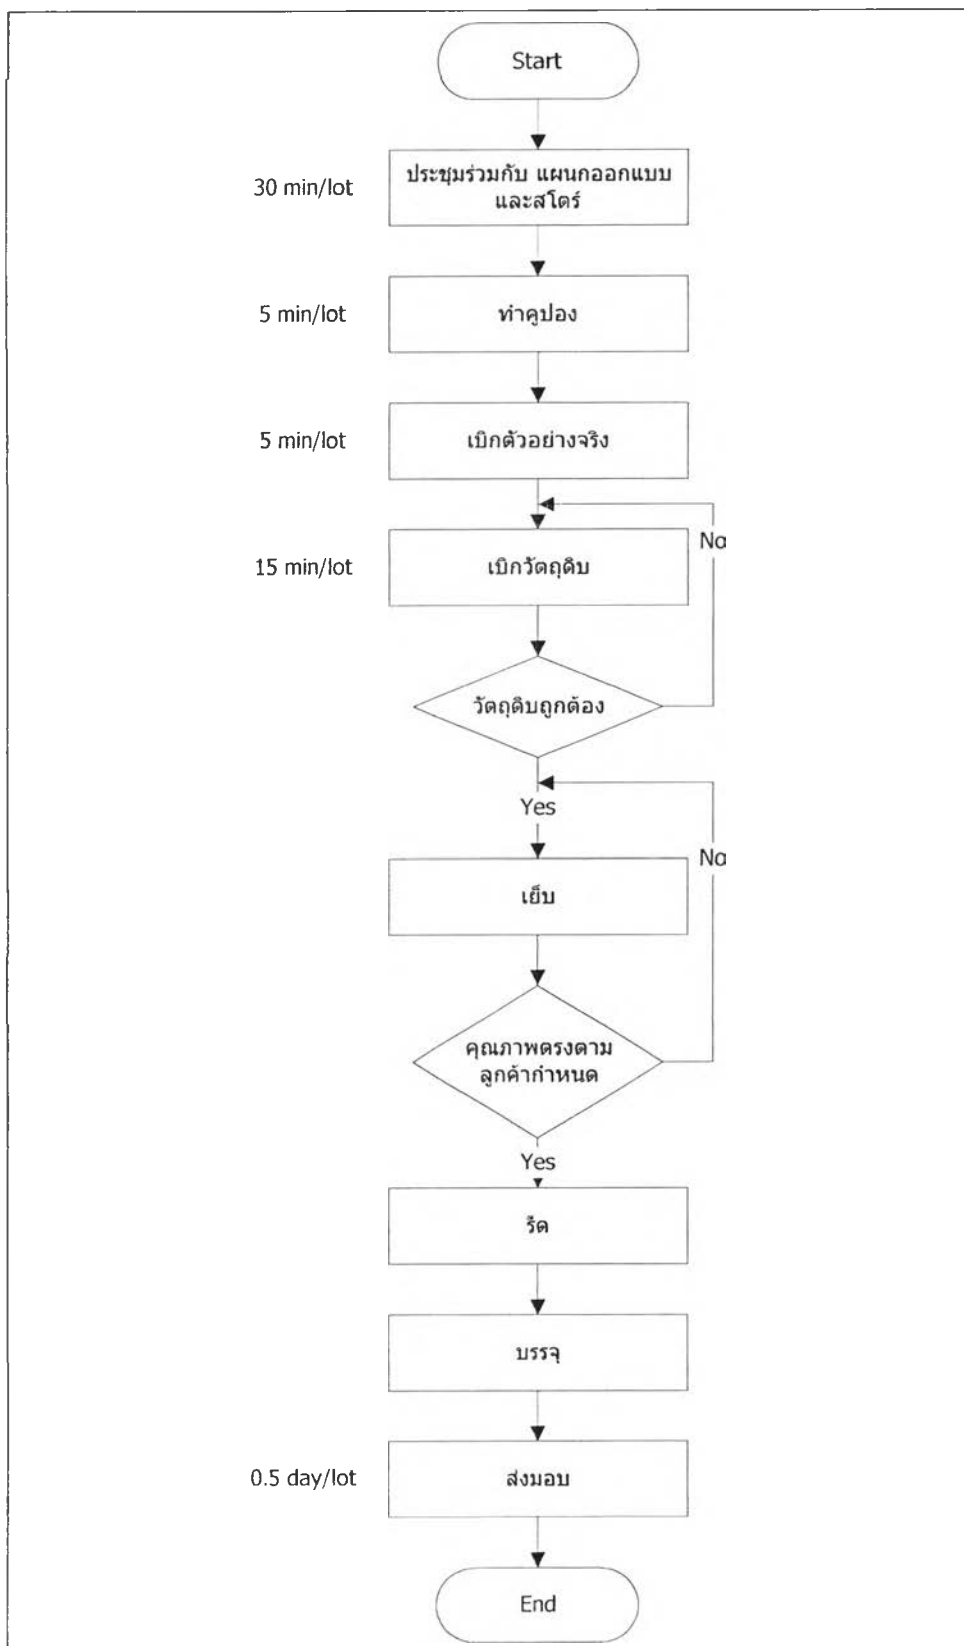 Start
30 min/lot
ประชุมร่วมกับ แผนกออกแบบ
และสโตร์
5 min/lot
ทำคูปอง
5 min/lot
เบิกตัวอย่างจริง
No
15 min/lot
เบิกวัตถุดิบ
วัตถุดิบถูกต้อง
Yes
No
เย็บ
คุณภาพตรงตาม
ลูกค้ากำหนด
Yes
รีด
บรรจุ
0.5 day/lot
ส่งมอบ
End